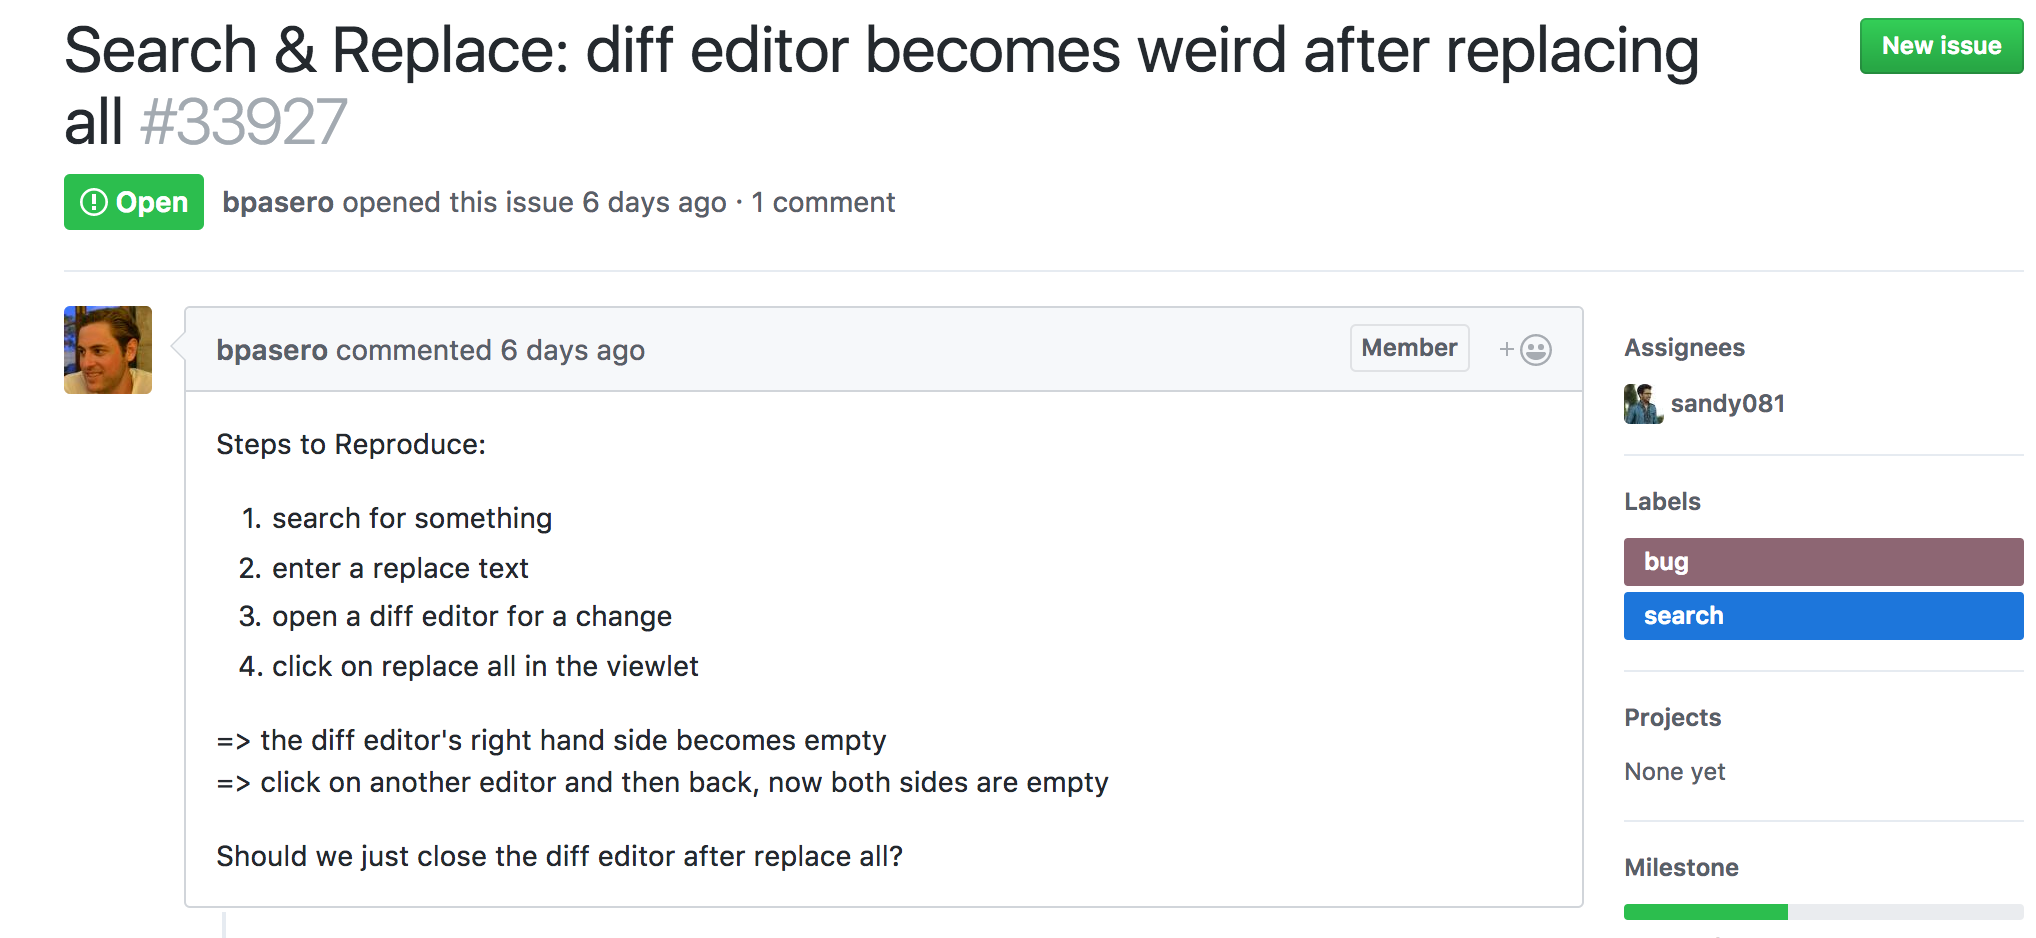 Search & Replace: diff editor becomes weird after replacing
all #33927
New issue
Open
bpasero opened this issue 6 days ago · 1 comment
bpasero commented 6 days ago
Member
+
Steps to Reproduce:
1. search for something
2. enter a replace text
3. open a diff editor for a change
4. click on replace all in the viewlet
=> the diff editor's right hand side becomes empty
=> click on another editor and then back, now both sides are empty
Should we just close the diff editor after replace all?
Assignees
sandy081
Labels
bug
search
Projects
None yet
Milestone